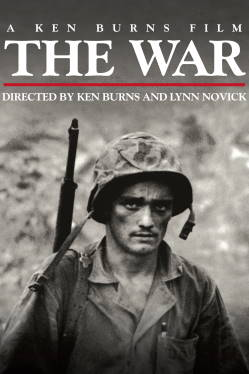 A KEN BURNS FILM
THE WAR
DIRECTED BY KEN BURNS AND LYNN NOVICK